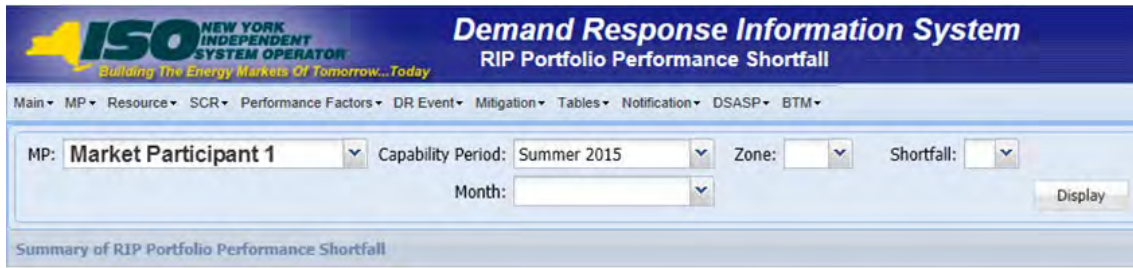 ISO NEW YORK INDEPENDENT SYSTEM OPERATOR
Building The Energy Markets Of Tomorrow...Today
Demand Response Information System
RIP Portfolio Performance Shortfall
Main MP Resource SCR Performance Factors DR Event Mitigation Tables Notification DSASP BTM
MP: Market Participant 1 Capability Period: Summer 2015 Zone: Shortfall:
Month:
Display
Summary of RIP Portfolio Performance Shortfall